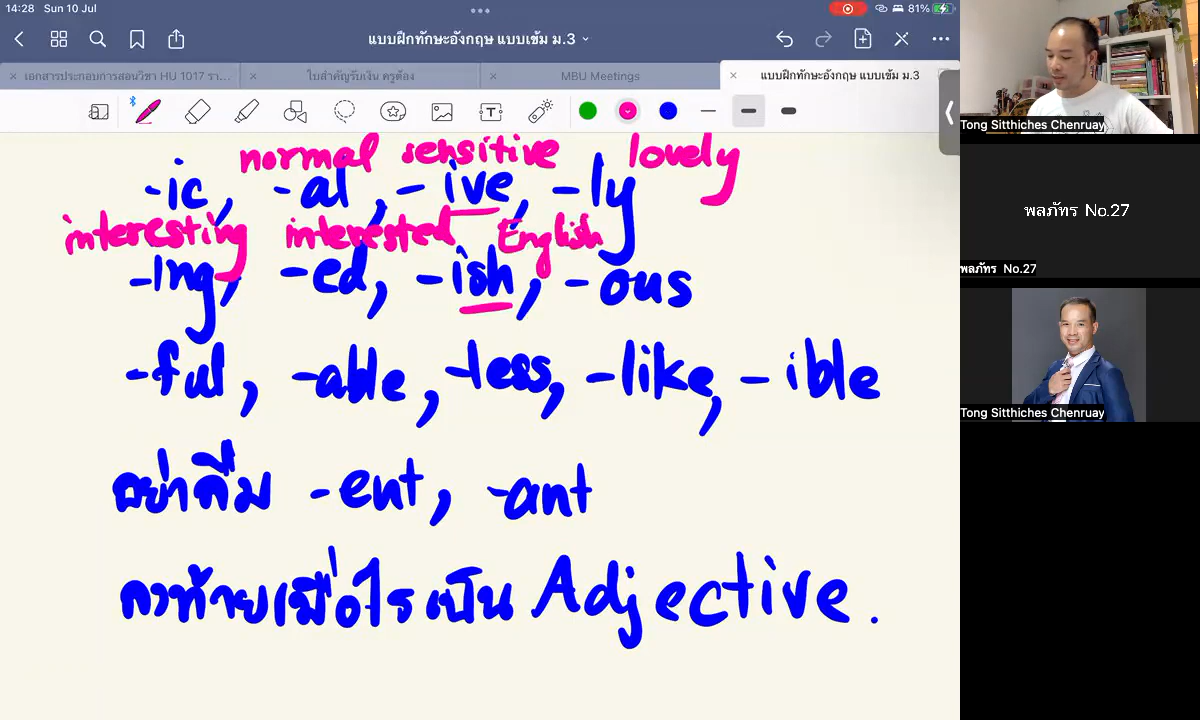 14:28 Sun 10 Jul
81%
แบบฝึกทักษะอังกฤษ แบบเข้ม ม.3
เอกสารประกอบการสอนวิชา HU 1017 รา...
ใบสำคัญรับเงิน ครูต้อง
MBU Meetings
แบบฝึกทักษะอังกฤษ แบบเข้ม ม.3
normal sensitive lovely
-ic, -al, -ive, -ly
interesting interested English
-ing, -ed, -ish, -ous
-ful, -able, -less, -like, -ible
อย่าลืม -ent, -ant
ลงท้ายเมื่อไรเป็น Adjective.
Tong Sitthiches Chenruay
พลภัทร No.27
พลภัทร No.27
Tong Sitthiches Chenruay